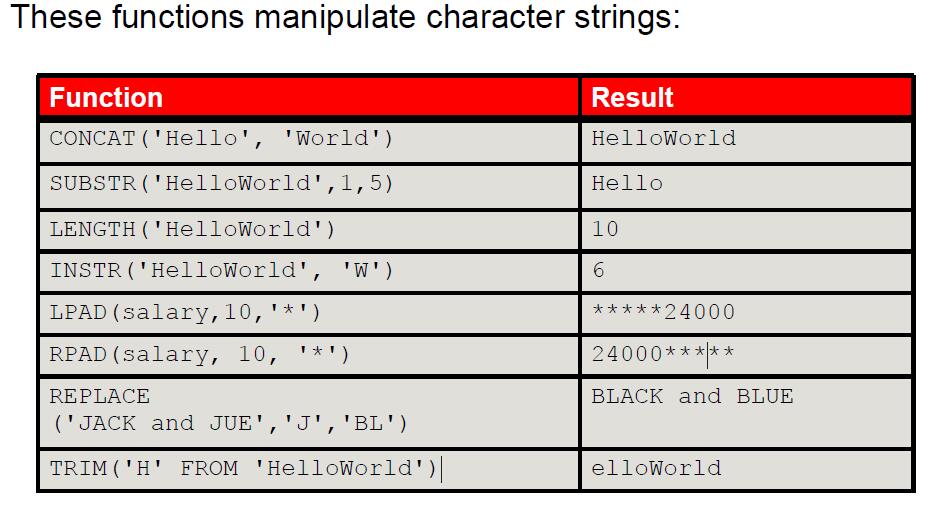 These functions manipulate character strings:
Function Result
CONCAT('Hello', 'World') HelloWorld
SUBSTR('HelloWorld',1,5) Hello
LENGTH('HelloWorld') 10
INSTR('HelloWorld', 'W') 6
LPAD(salary,10,'*') *****24000
RPAD(salary, 10, '*') 24000*****
REPLACE BLACK and BLUE
('JACK and JUE','J','BL')
TRIM('H' FROM 'HelloWorld') elloWorld